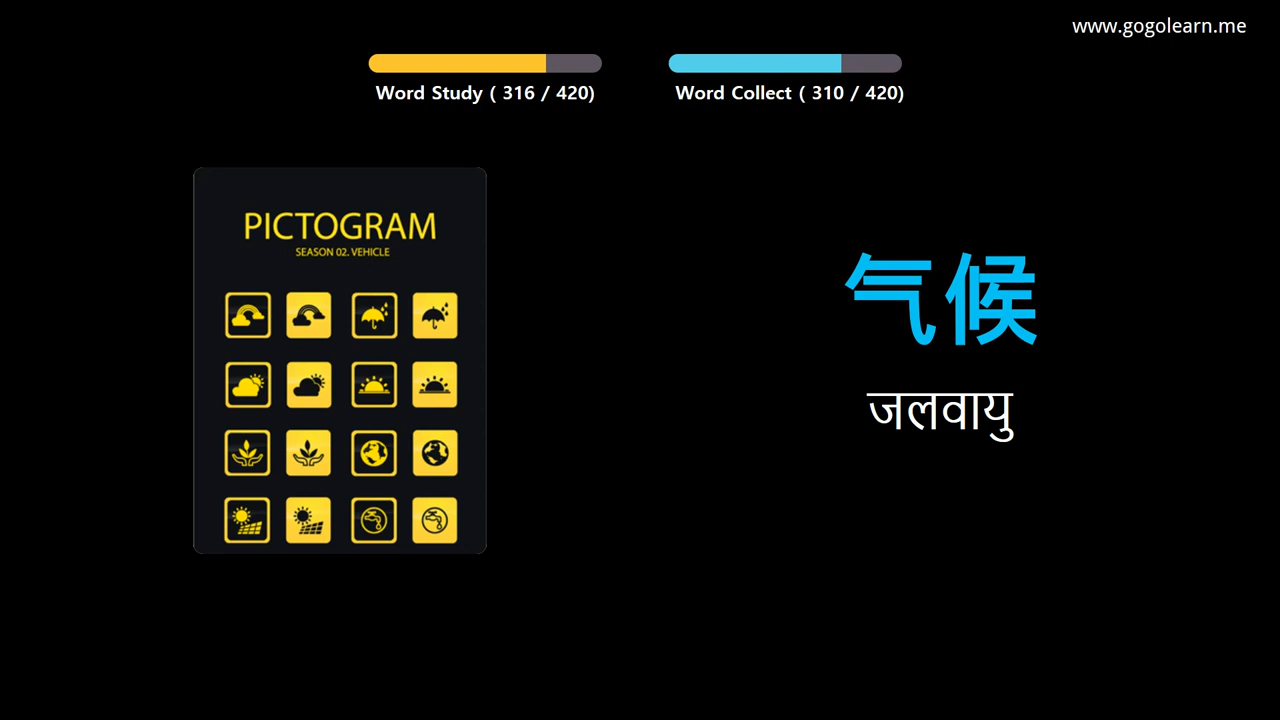 www.gogolearn.me
Word Study ( 316 / 420)
Word Collect ( 310 / 420)
PICTOGRAM
SEASON 02. VEHICLE
气候
जलवायु